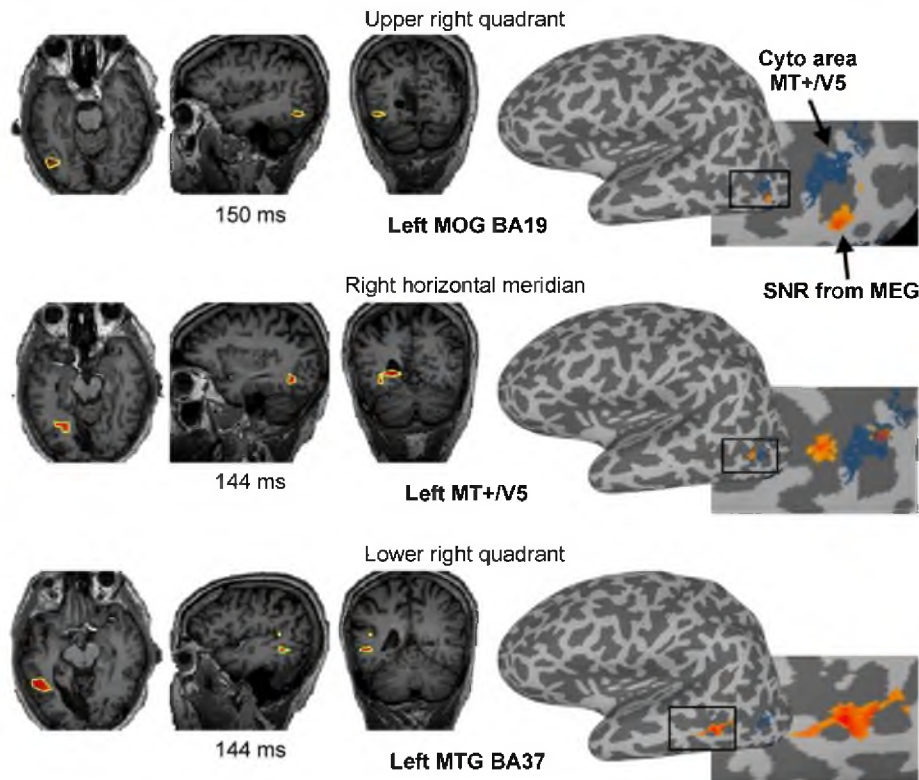 Upper right quadrant
Cyto area
MT+/V5
150 ms
Left MOG BA19
SNR from MEG
Right horizontal meridian
144 ms
Left MT+/V5
Lower right quadrant
144 ms
Left MTG BA37